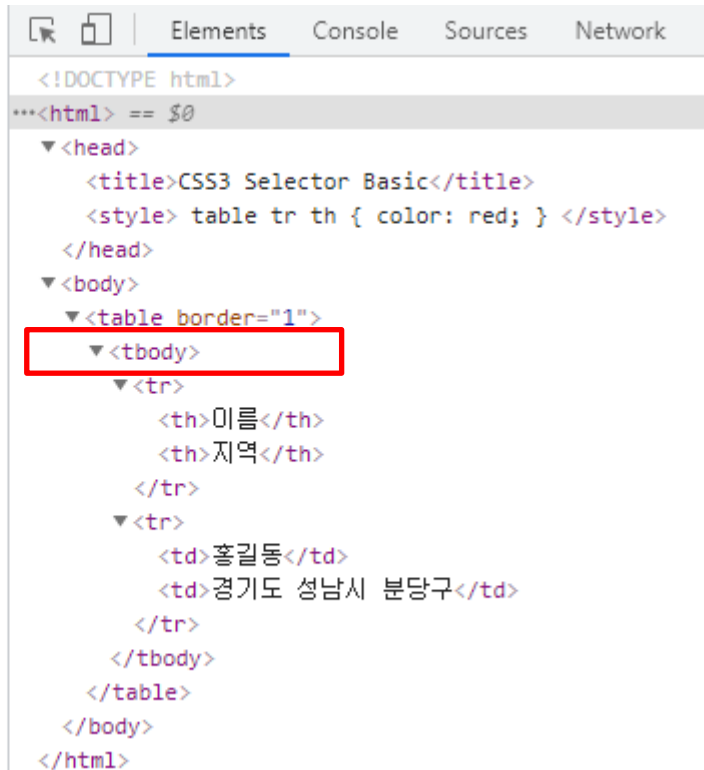 Elements Console Sources Network
<!DOCTYPE html>
···<html> == $0
▼<head>
<title>CSS3 Selector Basic</title>
<style> table tr th { color: red; } </style>
</head>
▼<body>
▼<table border="1">
▼<tbody>
▼<tr>
<th>이름</th>
<th>지역</th>
</tr>
▼<tr>
<td>홍길동</td>
<td>경기도 성남시 분당구</td>
</tr>
</tbody>
</table>
</body>
</html>